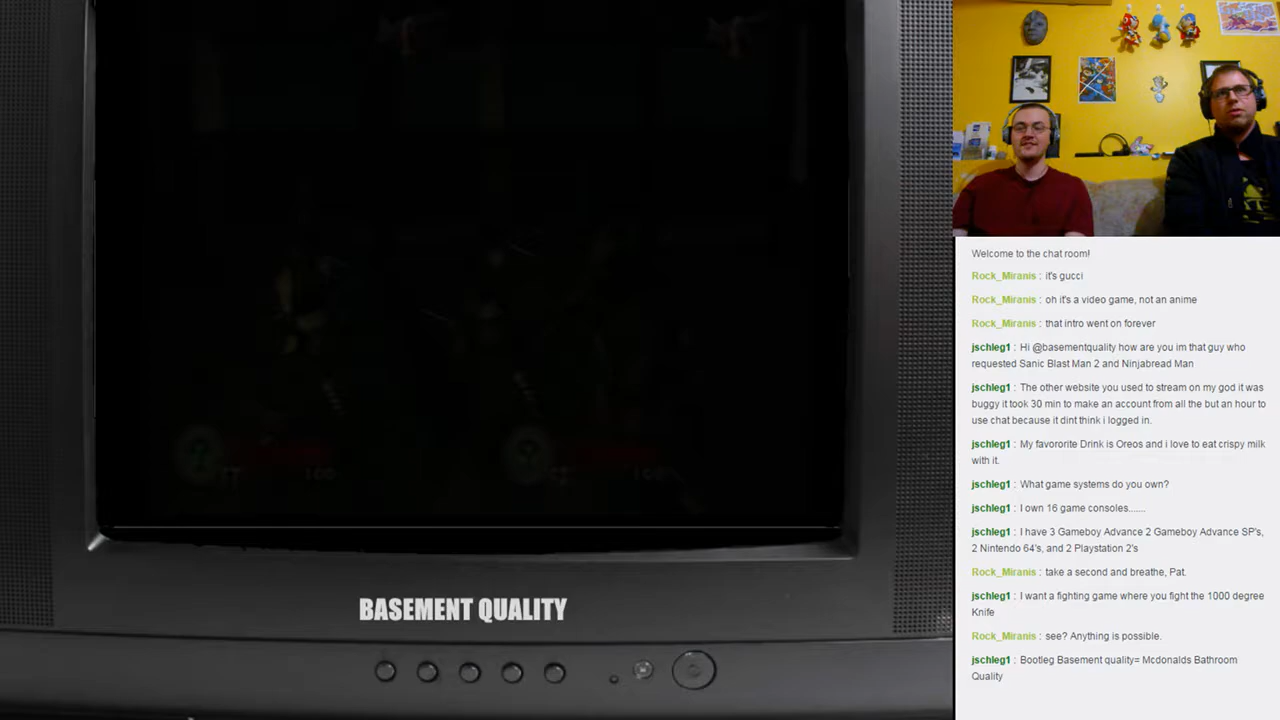 BASEMENT QUALITY
Welcome to the chat room!
Rock_Miranis : it's gucci
Rock_Miranis : oh it's a video game, not an anime
Rock_Miranis : that intro went on forever
jschleg1 : Hi @basementquality how are you im that guy who
requested Sanic Blast Man 2 and Ninjabread Man
jschleg1 : The other website you used to stream on my god it was
buggy it took 30 min to make an account from all the but an hour to
use chat because it dint think i logged in.
jschleg1 : My favororite Drink is Oreos and i love to eat crispy milk
with it.
jschleg1 : What game systems do you own?
jschleg1 : I own 16 game consoles.......
jschleg1 : I have 3 Gameboy Advance 2 Gameboy Advance SP's,
2 Nintendo 64's, and 2 Playstation 2's
Rock_Miranis : take a second and breathe, Pat.
jschleg1 : I want a fighting game where you fight the 1000 degree
Knife
Rock_Miranis : see? Anything is possible.
jschleg1 : Bootleg Basement quality= Mcdonalds Bathroom
Quality